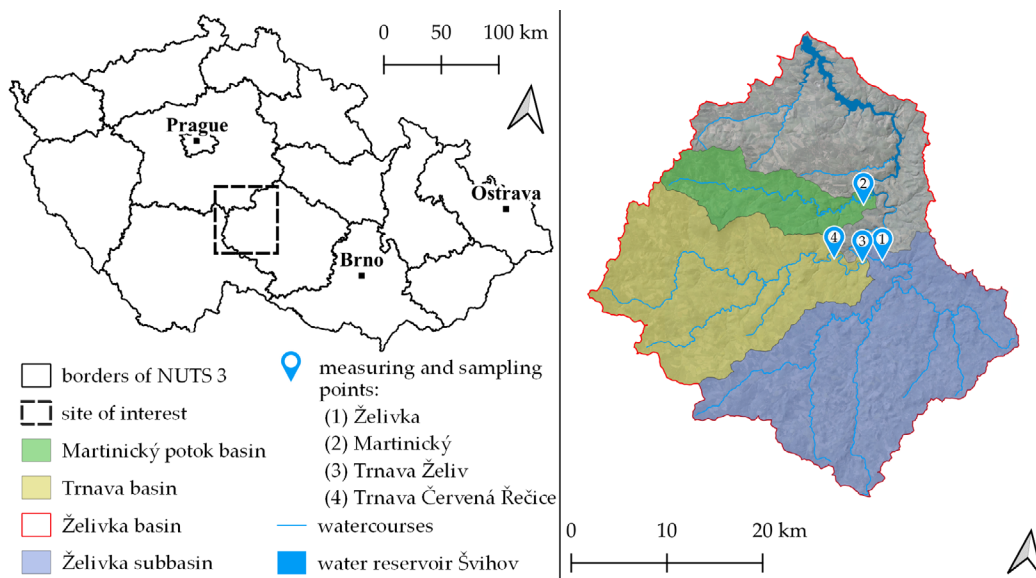 0 50 100 km
Prague
Ostrava
Brno
borders of NUTS 3
site of interest
Martinický potok basin
Trnava basin
Želivka basin
Želivka subbasin
measuring and sampling
points:
(1) Želivka
(2) Martinický
(3) Trnava Želiv
(4) Trnava Červená Řečice
watercourses
water reservoir Švihov
2
4 3 1
0 10 20 km